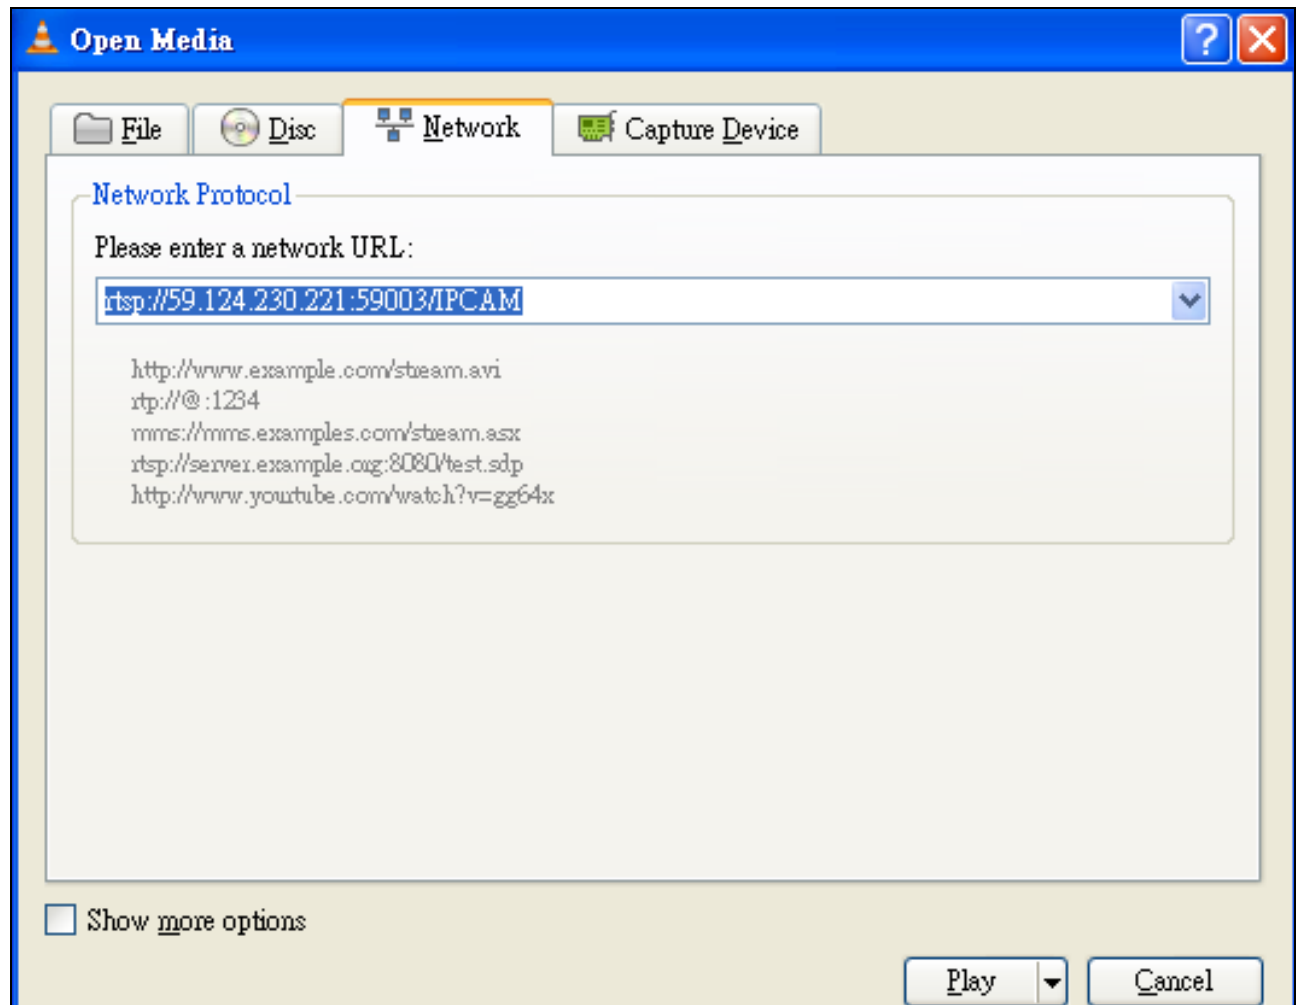 Open Media
File Disc Network Capture Device
Network Protocol
Please enter a network URL:
rtsp://59.124.230.221:59003/IPCAM
http://www.example.com/stream.avi
rtp://@:1234
mms://mms.examples.com/stream.asx
rtsp://server.example.org:8080/test.sdp
http://www.yourtube.com/watch?v=gg64x
Show more options
Play Cancel